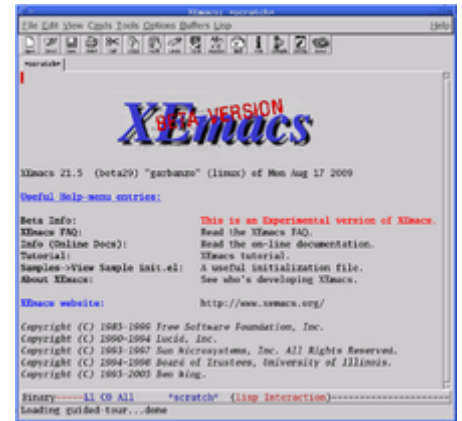 XEmacs: *scratch*
File Edit View Cmds Tools Options Buffers Lisp Help
*scratch*
XEmacs
BETA VERSION
XEmacs 21.5 (beta29) "garbanzo" (linux) of Mon Aug 17 2009
Useful Help-menu entries:
Beta Info: This is an Experimental version of XEmacs.
XEmacs FAQ: Read the XEmacs FAQ.
Info (Online Docs): Read the on-line documentation.
Tutorial: XEmacs tutorial.
Samples->View Sample init.el: A useful initialization file.
About XEmacs: See who's developing XEmacs.
XEmacs website: http://www.xemacs.org/
Copyright (C) 1985-1999 Free Software Foundation, Inc.
Copyright (C) 1990-1994 Lucid, Inc.
Copyright (C) 1993-1997 Sun Microsystems, Inc. All Rights Reserved.
Copyright (C) 1994-1996 Board of Trustees, University of Illinois.
Copyright (C) 1995-2005 Ben Wing.
Binary-----L1 C0 All *scratch* (Lisp Interaction)-----
Loading guided-tour...done